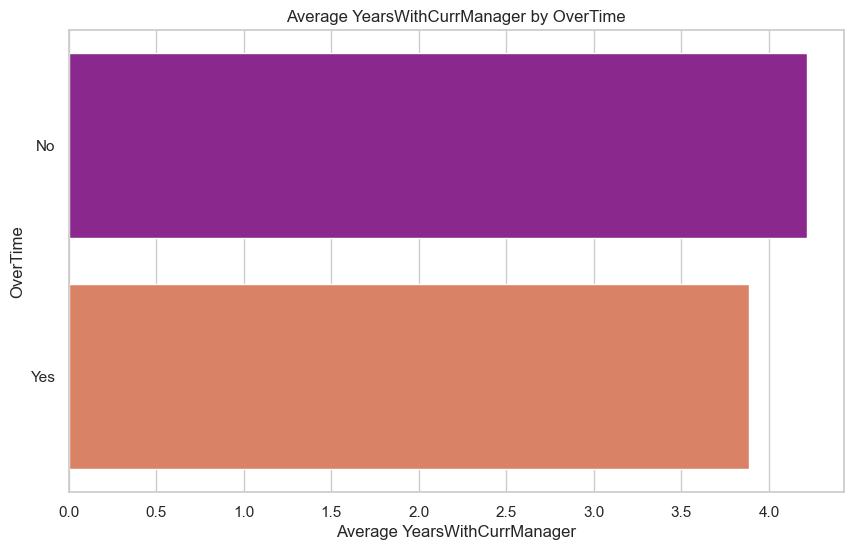 Average YearsWithCurrManager by OverTime
No
Yes
OverTime
0.0 0.5 1.0 1.5 2.0 2.5 3.0 3.5 4.0
Average YearsWithCurrManager